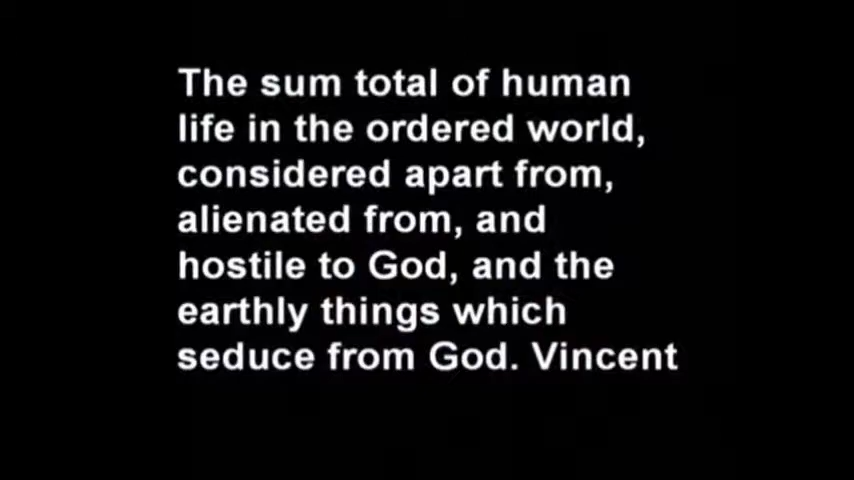 The sum total of human
life in the ordered world,
considered apart from,
alienated from, and
hostile to God, and the
earthly things which
seduce from God. Vincent